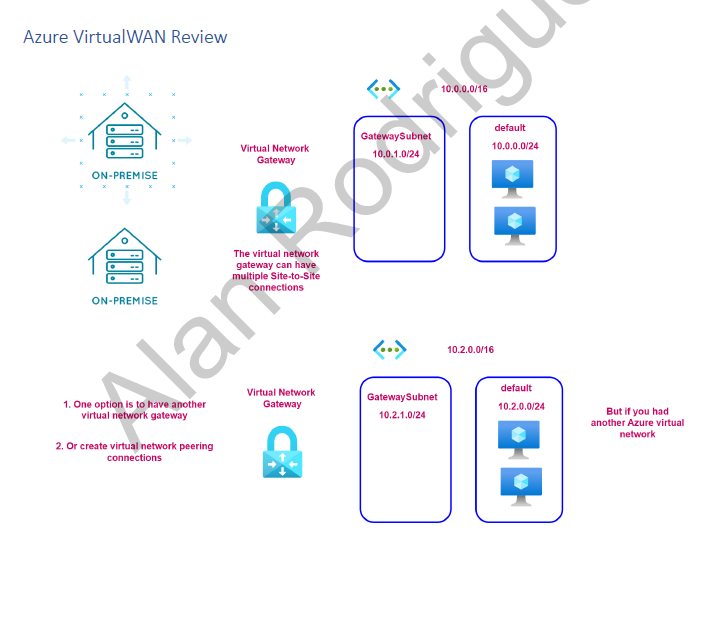 Azure VirtualWAN Review
10.0.0.0/16
GatewaySubnet
10.0.1.0/24
default
10.0.0.0/24
ON-PREMISE
Virtual Network
Gateway
The virtual network
gateway can have
multiple Site-to-Site
connections
ON-PREMISE
10.2.0.0/16
GatewaySubnet
10.2.1.0/24
default
10.2.0.0/24
Virtual Network
Gateway
1. One option is to have another
virtual network gateway
2. Or create virtual network peering
connections
But if you had
another Azure virtual
network
Alan Rodrigue